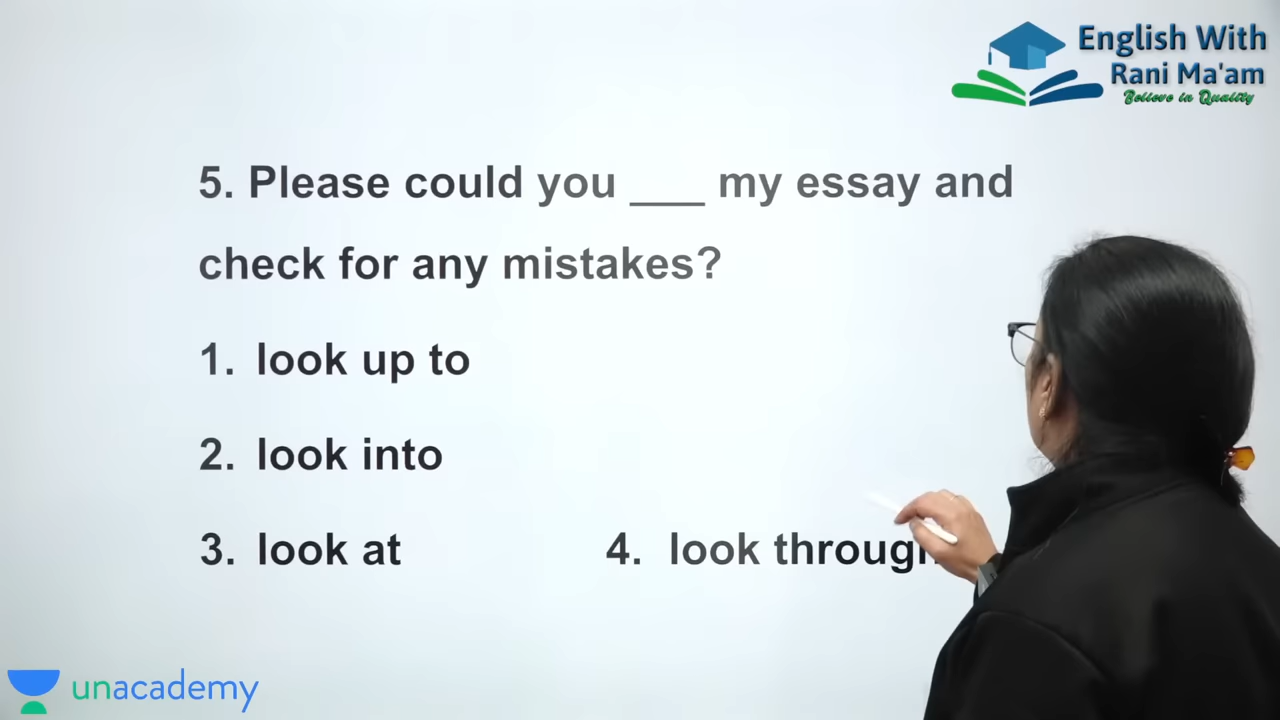 English With
Rani Ma'am
Believe in Quality
5. Please could you ___ my essay and
check for any mistakes?
1. look up to
2. look into
3. look at
4. look through
unacademy